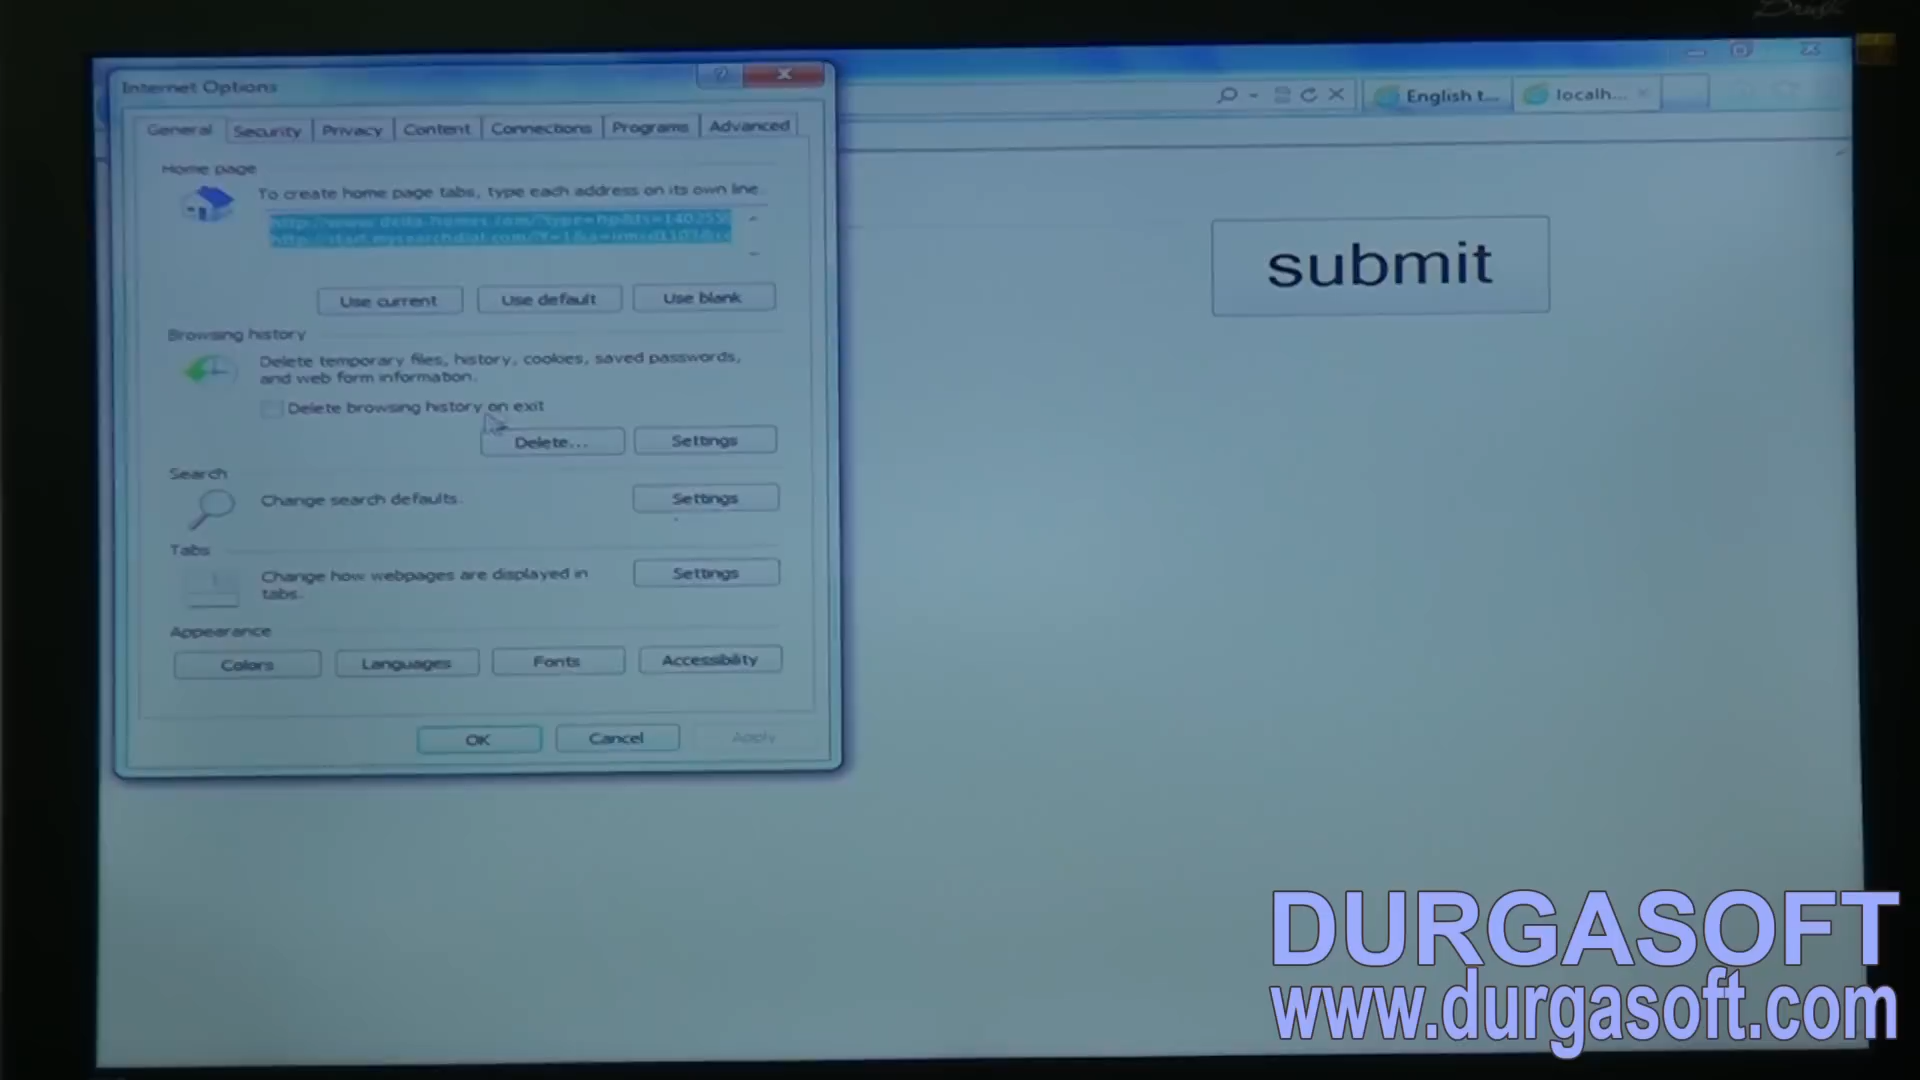 Internet Options
General Security Privacy Content Connections Programs Advanced
English t... localh...
Home page
To create home page tabs, type each address on its own line.
Use current Use default Use blank
submit
Browsing history
Delete temporary files, history, cookies, saved passwords,
and web form information.
Delete browsing history on exit
Delete... Settings
Search
Change search defaults. Settings
Tabs
Change how webpages are displayed in
tabs. Settings
Appearance
Colors Languages Fonts Accessibility
OK Cancel Apply
DURGASOFT
www.durgasoft.com